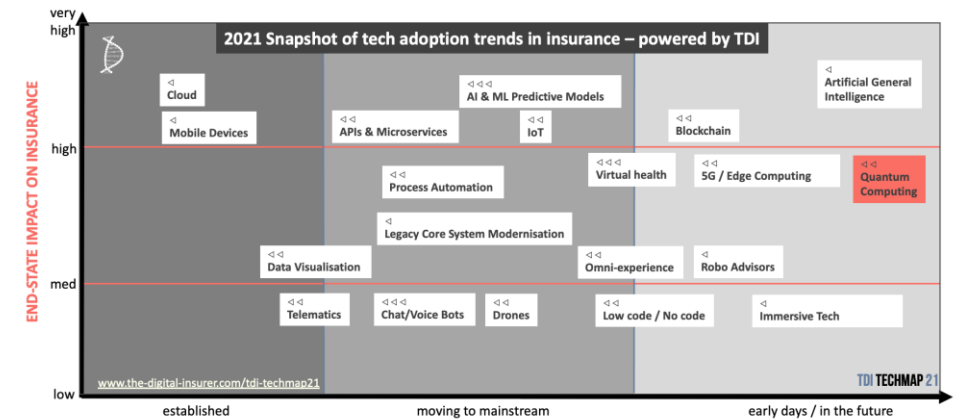 very
high
2021 Snapshot of tech adoption trends in insurance – powered by TDI
Cloud
AI & ML Predictive Models
Artificial General
Intelligence
Mobile Devices
APIs & Microservices
IoT
Blockchain
high
Virtual health
5G / Edge Computing
Quantum
Computing
Process Automation
END-STATE IMPACT ON INSURANCE
Legacy Core System Modernisation
Data Visualisation
Omni-experience
Robo Advisors
med
Telematics
Chat/Voice Bots
Drones
Low code / No code
Immersive Tech
www.the-digital-insurer.com/tdi-techmap21
TDI TECHMAP 21
low
established
moving to mainstream
early days / in the future